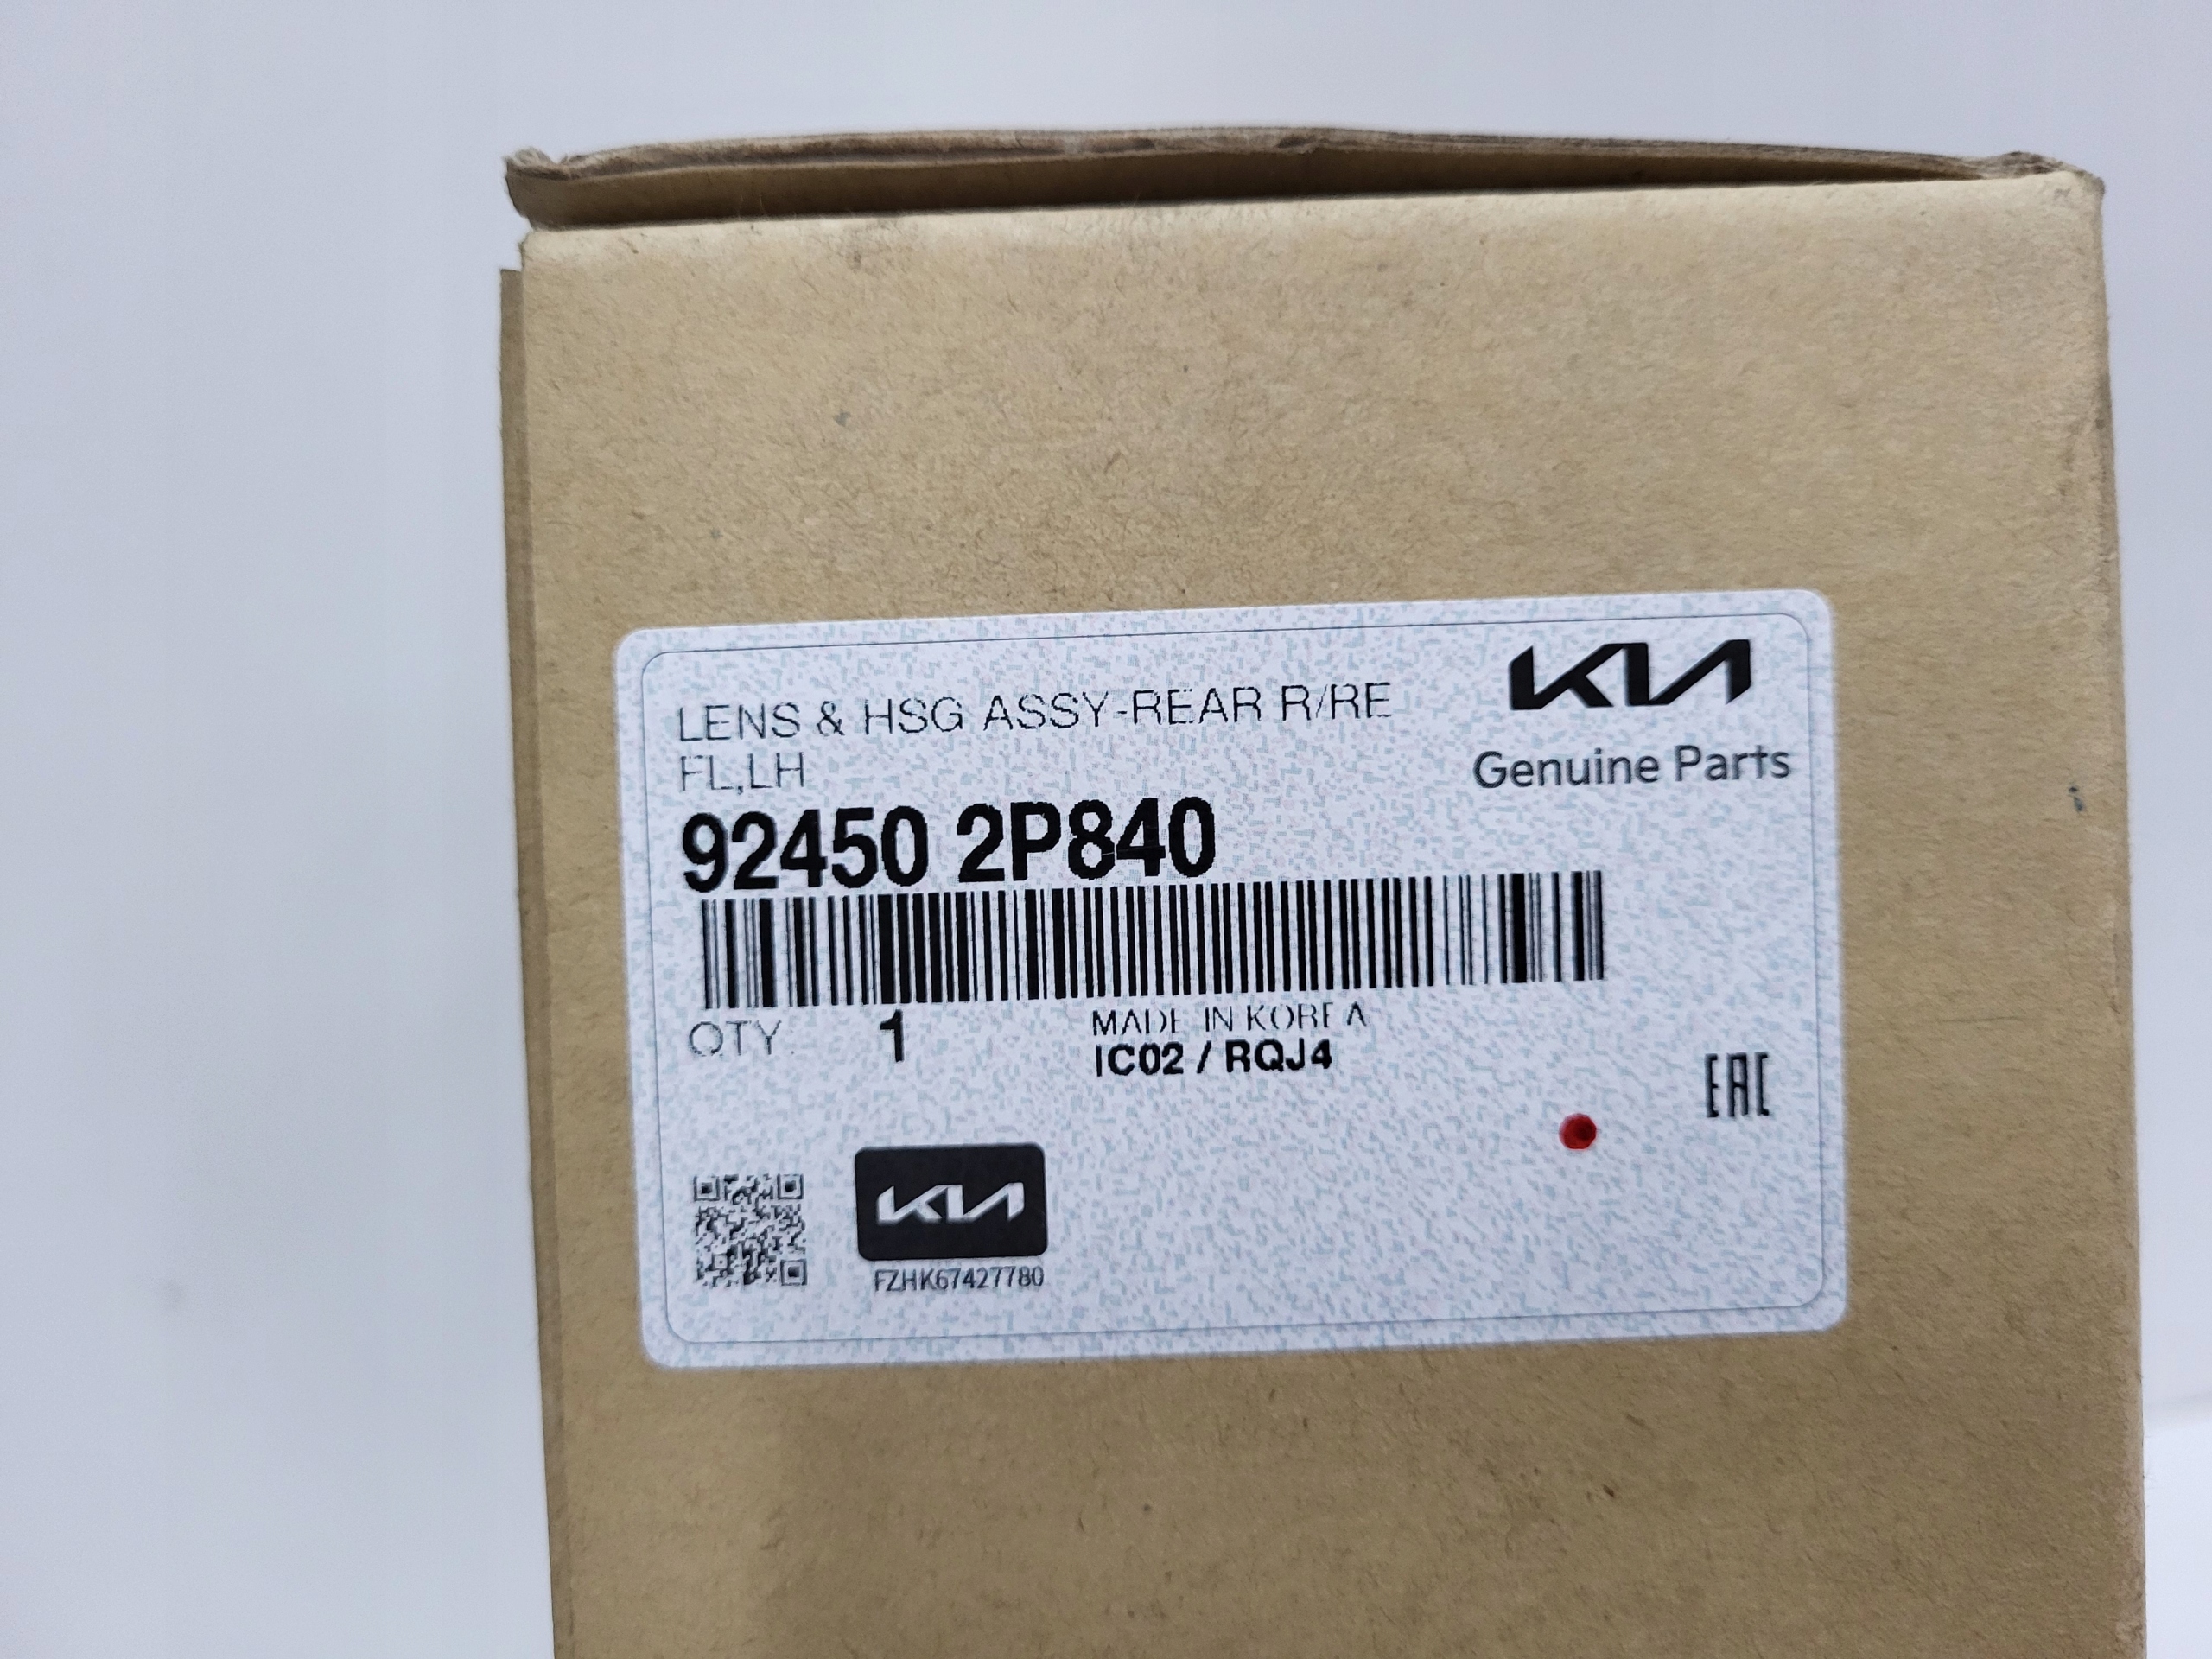 LENS & HSG ASSY-REAR R/RE
FL,LH
KIA
Genuine Parts
92450 2P840
QTY. 1
MADE IN KOREA
IC02 / RQJ4
EAC
KIA
FZHK67427780